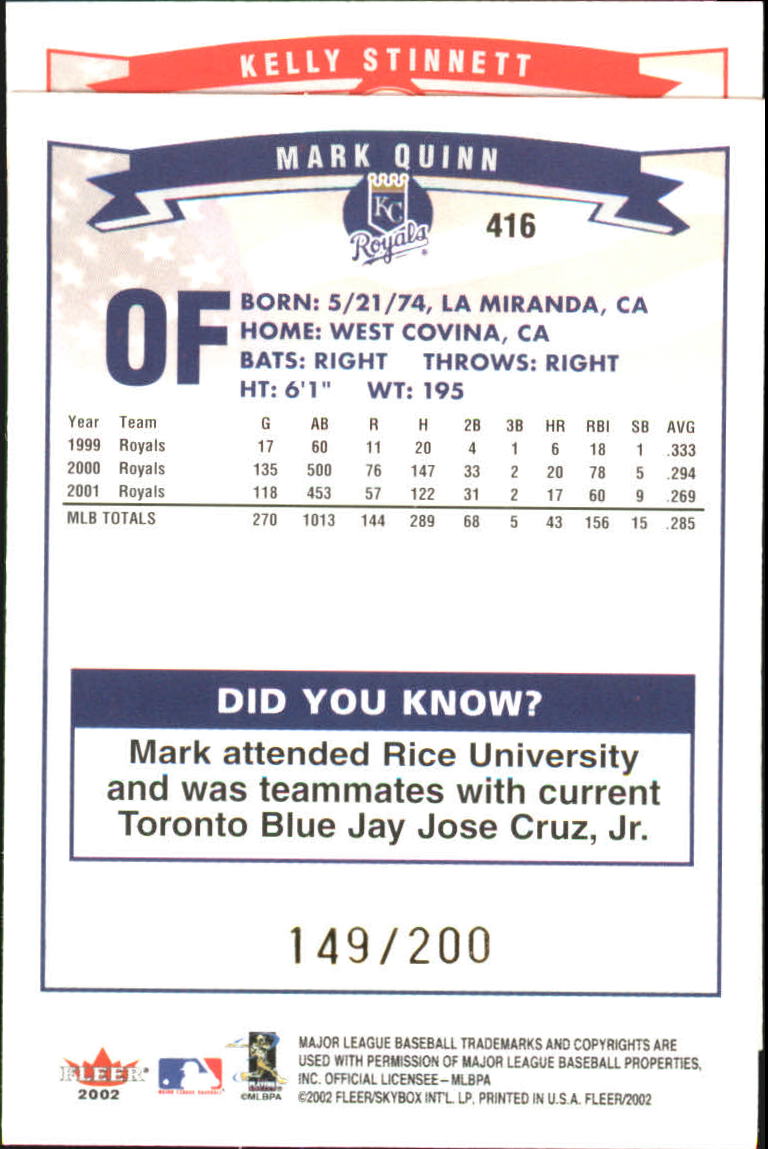 KELLY STINNETT
MARK QUINN
KC
Royals
416
OF
BORN: 5/21/74, LA MIRANDA, CA
HOME: WEST COVINA, CA
BATS: RIGHT THROWS: RIGHT
HT: 6'1" WT: 195
Year Team G AB R H 2B 3B HR RBI SB AVG
1999 Royals 17 60 11 20 4 1 6 18 1 .333
2000 Royals 135 500 76 147 33 2 20 78 5 .294
2001 Royals 118 453 57 122 31 2 17 60 9 .269
MLB TOTALS 270 1013 144 289 68 5 43 156 15 .285
DID YOU KNOW?
Mark attended Rice University
and was teammates with current
Toronto Blue Jay Jose Cruz, Jr.
149/200
FLEER®
2002
MAJOR LEAGUE BASEBALL
PLAYERS
©MLBPA
MAJOR LEAGUE BASEBALL TRADEMARKS AND COPYRIGHTS ARE
USED WITH PERMISSION OF MAJOR LEAGUE BASEBALL PROPERTIES,
INC. OFFICIAL LICENSEE – MLBPA
©2002 FLEER/SKYBOX INT'L. LP. PRINTED IN U.S.A. FLEER/2002